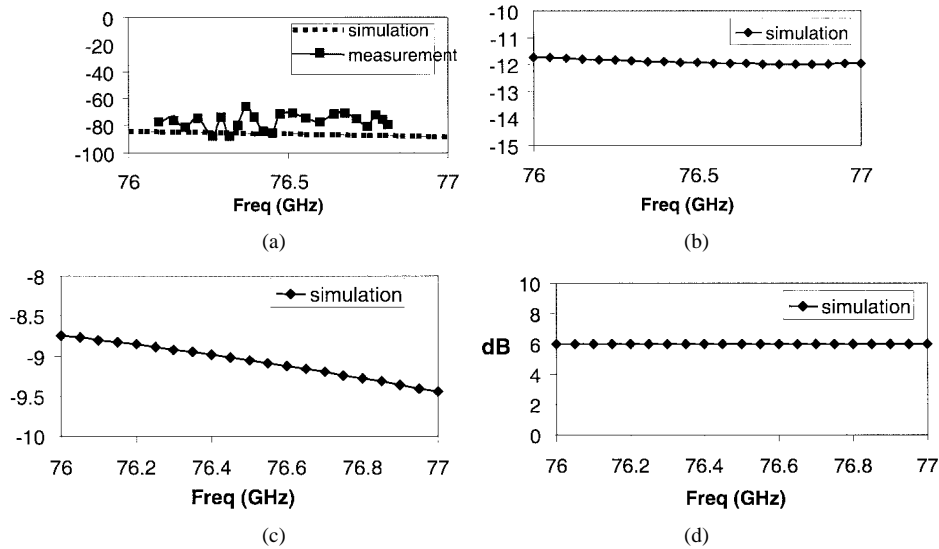 0
-20
-40
-60
-80
-100
simulation
measurement
76
76.5
77
Freq (GHz)
(a)
-10
-11
-12
-13
-14
-15
simulation
76
76.5
77
Freq (GHz)
(b)
-8
-8.5
-9
-9.5
-10
simulation
76
76.2
76.4
76.6
76.8
77
Freq (GHz)
(c)
10
8
dB
6
4
2
0
simulation
76
76.2
76.4
76.6
76.8
77
Freq (GHz)
(d)